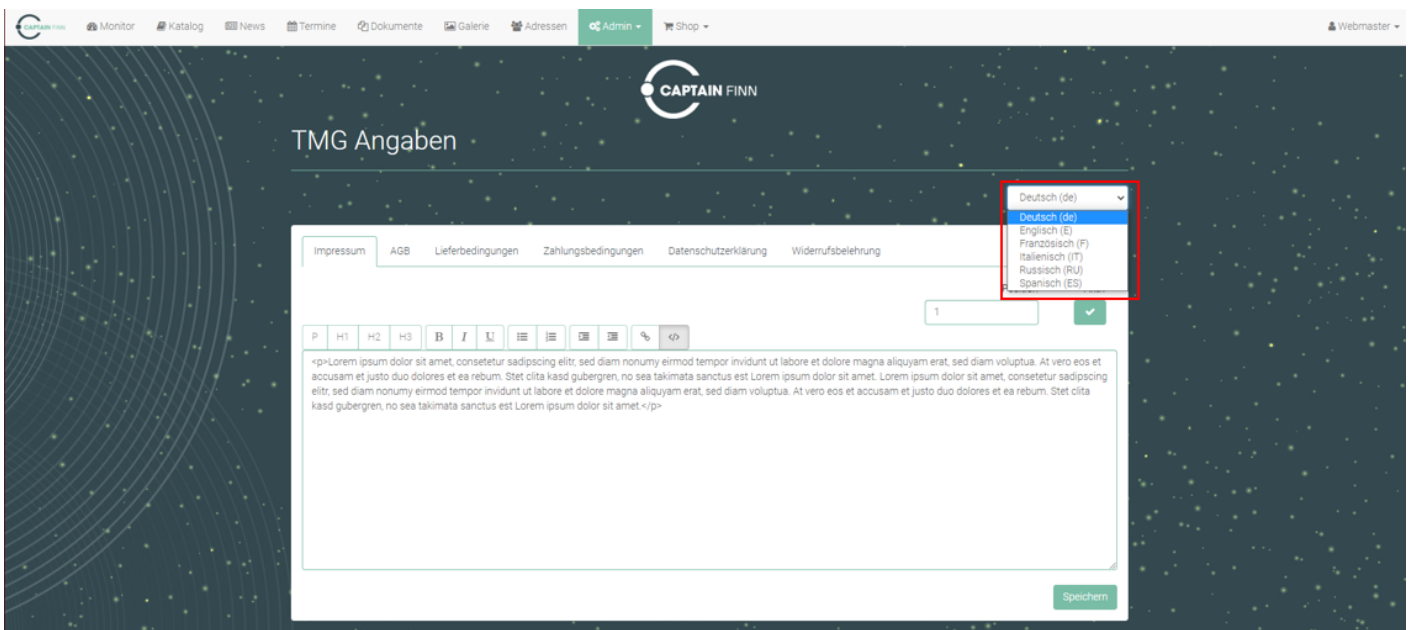 CAPTAIN FINN Monitor Katalog News Termine Dokumente Galerie Adressen Admin Shop Webmaster
CAPTAIN FINN
TMG Angaben
Deutsch (de)
Deutsch (de)
Englisch (E)
Französisch (F)
Italienisch (IT)
Russisch (RU)
Spanisch (ES)
Impressum AGB Lieferbedingungen Zahlungsbedingungen Datenschutzerklärung Widerrufsbelehrung
1
P H1 H2 H3 B I U </>
<p>Lorem ipsum dolor sit amet, consetetur sadipscing elitr, sed diam nonumy eirmod tempor invidunt ut labore et dolore magna aliquyam erat, sed diam voluptua. At vero eos et
accusam et justo duo dolores et ea rebum. Stet clita kasd gubergren, no sea takimata sanctus est Lorem ipsum dolor sit amet. Lorem ipsum dolor sit amet, consetetur sadipscing
elitr, sed diam nonumy eirmod tempor invidunt ut labore et dolore magna aliquyam erat, sed diam voluptua. At vero eos et accusam et justo duo dolores et ea rebum. Stet clita
kasd gubergren, no sea takimata sanctus est Lorem ipsum dolor sit amet.</p>
Speichern